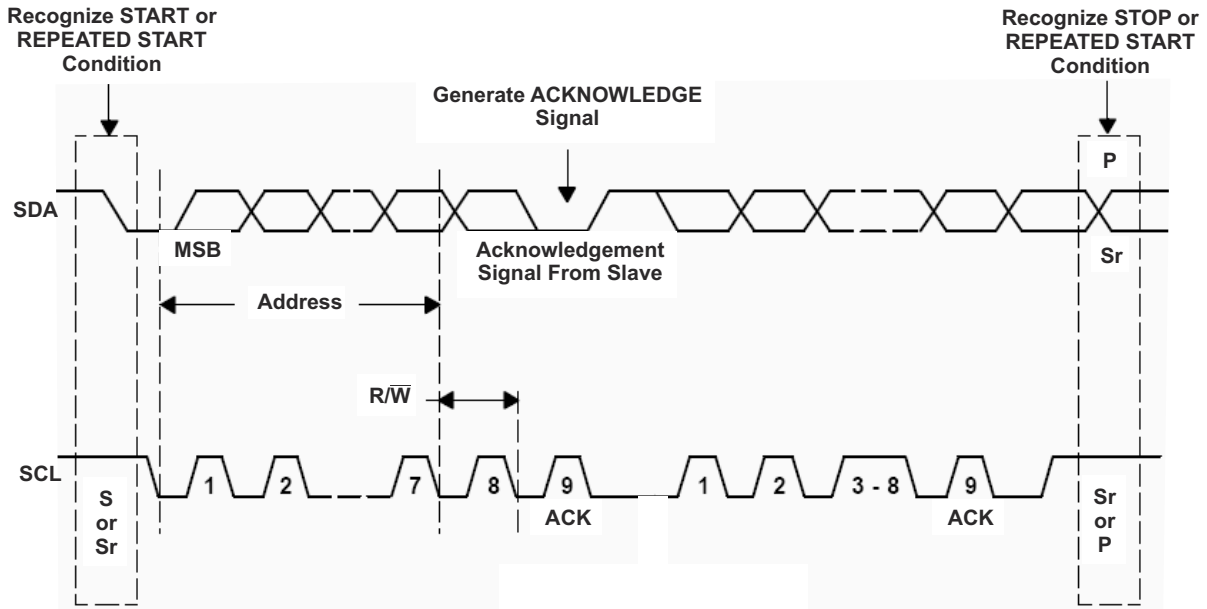 Recognize START or
REPEATED START
Condition
Recognize STOP or
REPEATED START
Condition
Generate ACKNOWLEDGE
Signal
P
SDA
MSB
Acknowledgement
Signal From Slave
Sr
Address
R/W̅
SCL
1
2
7
8
9
1
2
3 - 8
9
S
or
Sr
ACK
ACK
Sr
or
P